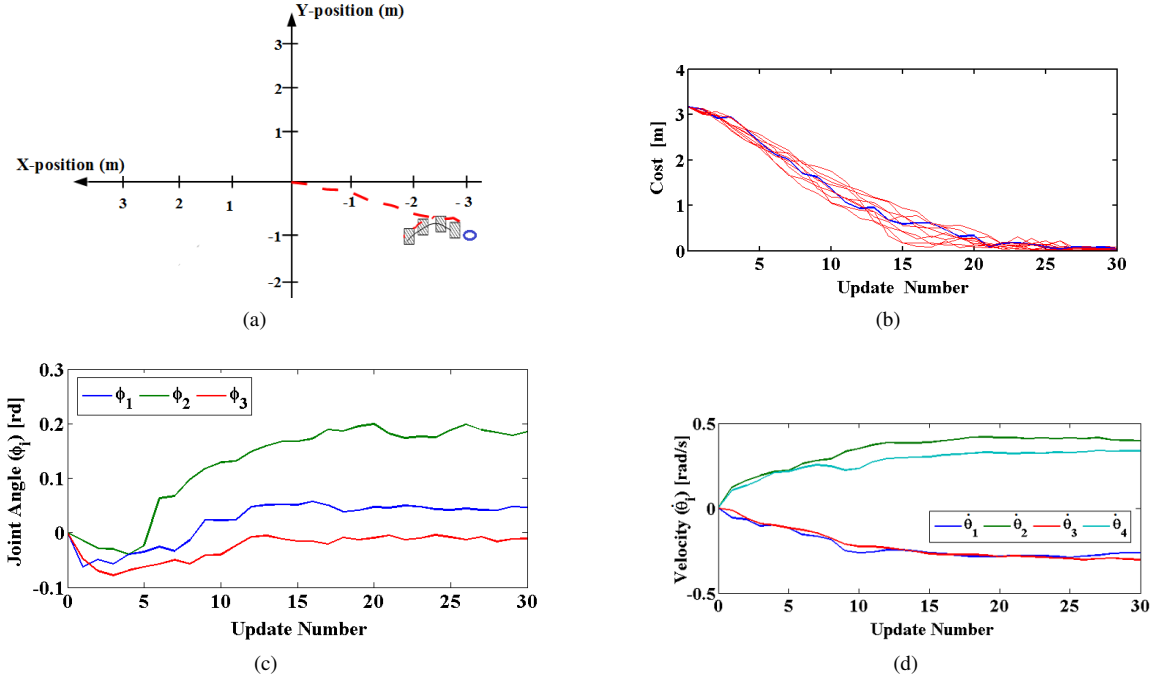 Y-position (m)
3
2
1
X-position (m)
3
2
1
-1
-2
-3
-1
-2
(a)
4
3
2
1
0
Cost [m]
5
10
15
20
25
30
Update Number
(b)
0.3
0.2
0.1
0
-0.1
Joint Angle (ϕi) [rd]
ϕ1
ϕ2
ϕ3
0
5
10
15
20
25
30
Update Number
(c)
0.5
0
-0.5
Velocity (θ̇i) [rad/s]
θ̇1
θ̇2
θ̇3
θ̇4
0
5
10
15
20
25
30
Update Number
(d)